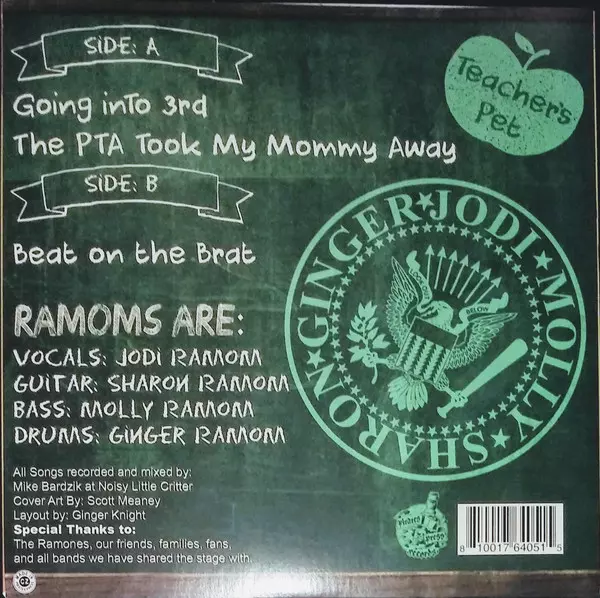 SIDE: A
Teacher's
Pet
Going inTo 3rd
The PTA Took My Mommy Away
SIDE: B
Beat on the Brat
GINGER★JODI★MOLLY★SHARON★
BELOW
RAMOMS ARE:
VOCALS: JODI RAMOM
GUITAR: SHARON RAMOM
BASS: MOLLY RAMOM
DRUMS: GINGER RAMOM
All Songs recorded and mixed by:
Mike Bardzik at Noisy Little Critter
Cover Art By: Scott Meaney
Layout by: Ginger Knight
Special Thanks to:
The Ramones, our friends, families, fans,
and all bands we have shared the stage with.
Pirates
Press
Records
8 10017 64051 5